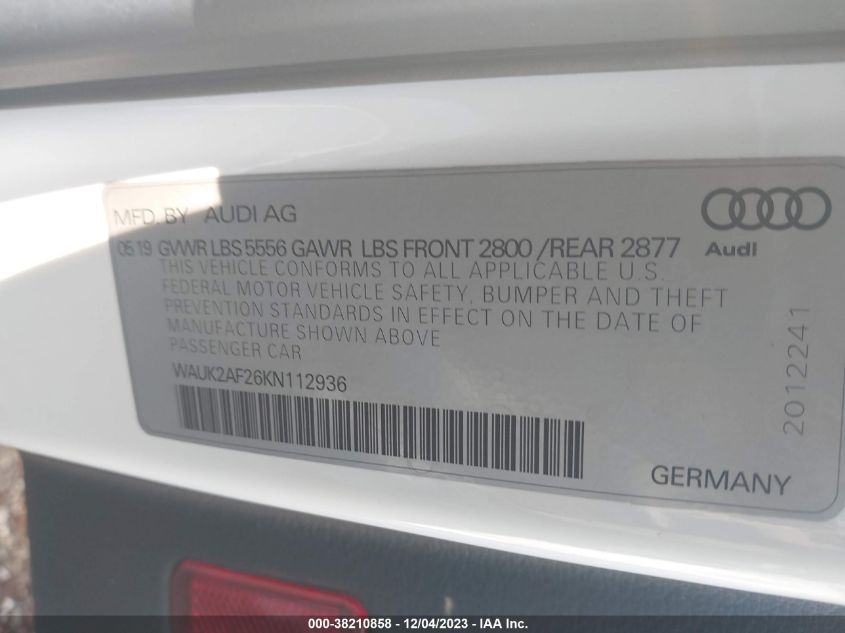 MFD. BY AUDI AG
Audi
05 19 GVWR LBS 5556 GAWR LBS FRONT 2800 /REAR 2877
THIS VEHICLE CONFORMS TO ALL APPLICABLE U.S.
FEDERAL MOTOR VEHICLE SAFETY, BUMPER AND THEFT
PREVENTION STANDARDS IN EFFECT ON THE DATE OF
MANUFACTURE SHOWN ABOVE
PASSENGER CAR
WAUK2AF26KN112936
2012241
GERMANY
000-38210858 - 12/04/2023 - © IAA Inc.